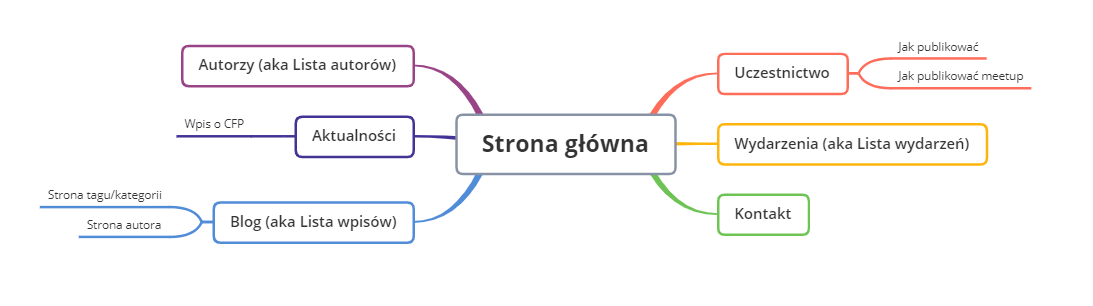 Autorzy (aka Lista autorów)
Wpis o CFP
Aktualności
Strona tagu/kategorii
Strona autora
Blog (aka Lista wpisów)
Strona główna
Jak publikować
Uczestnictwo
Jak publikować meetup
Wydarzenia (aka Lista wydarzeń)
Kontakt